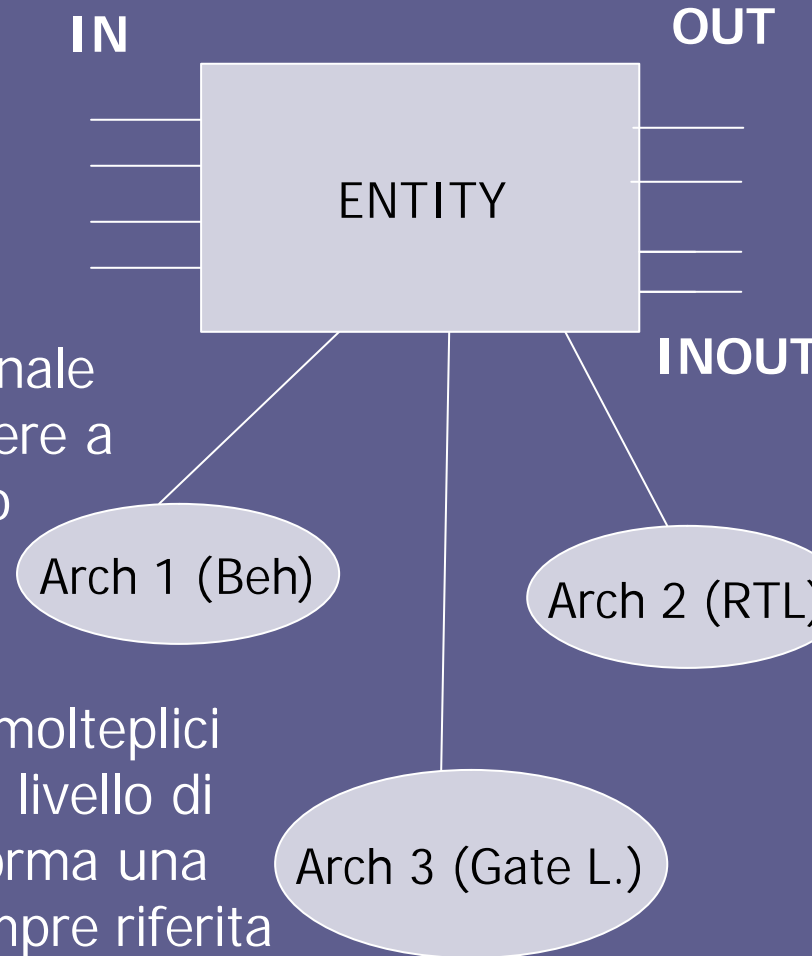 IN
OUT
ENTITY
INOUT
nale
ere a
Arch 1 (Beh)
Arch 2 (RTL)
molteplici
livello di
rma una
mpre riferita
Arch 3 (Gate L.)